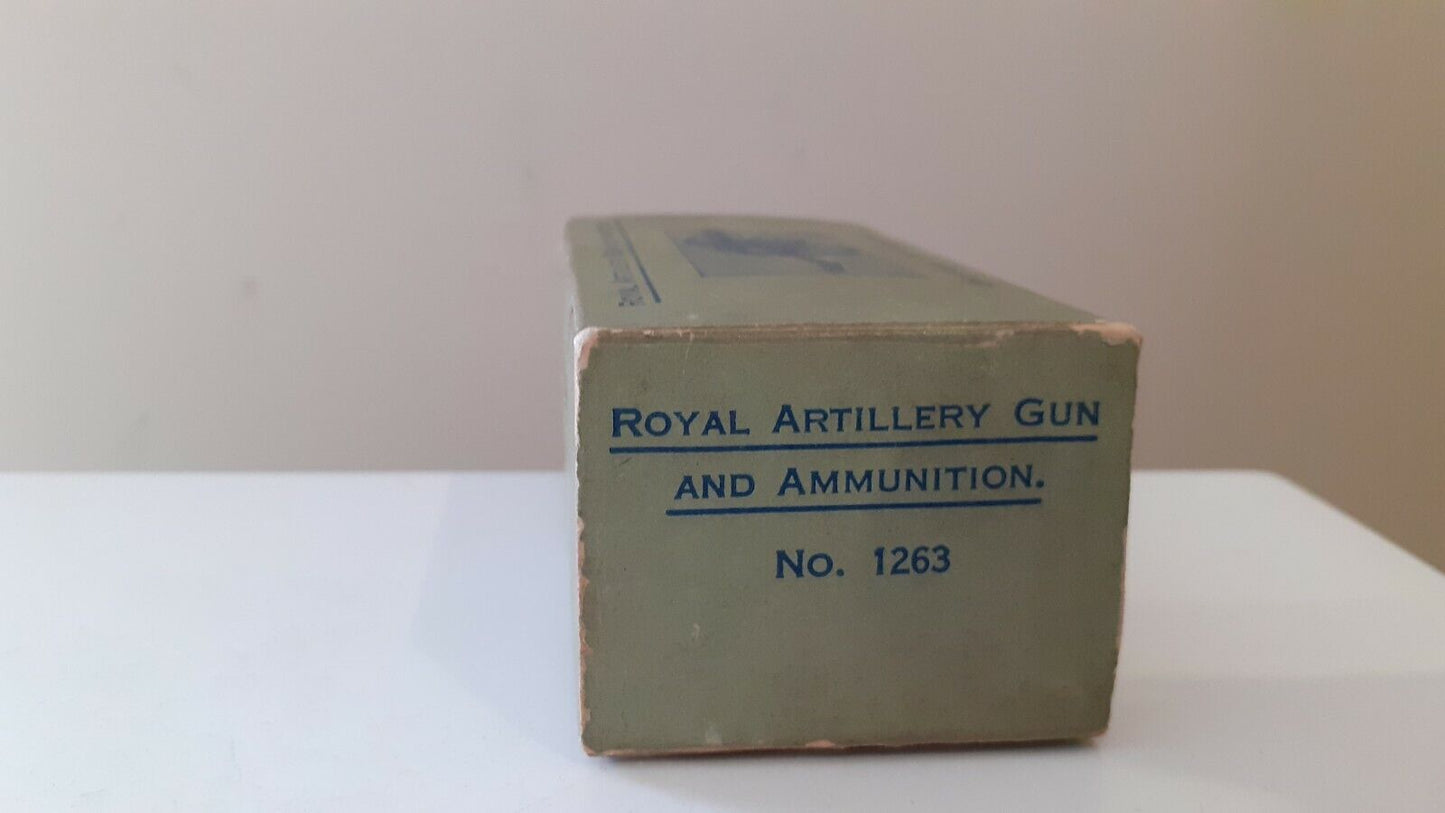 ROYAL ARTILLERY GUN
AND AMMUNITION.
No. 1263